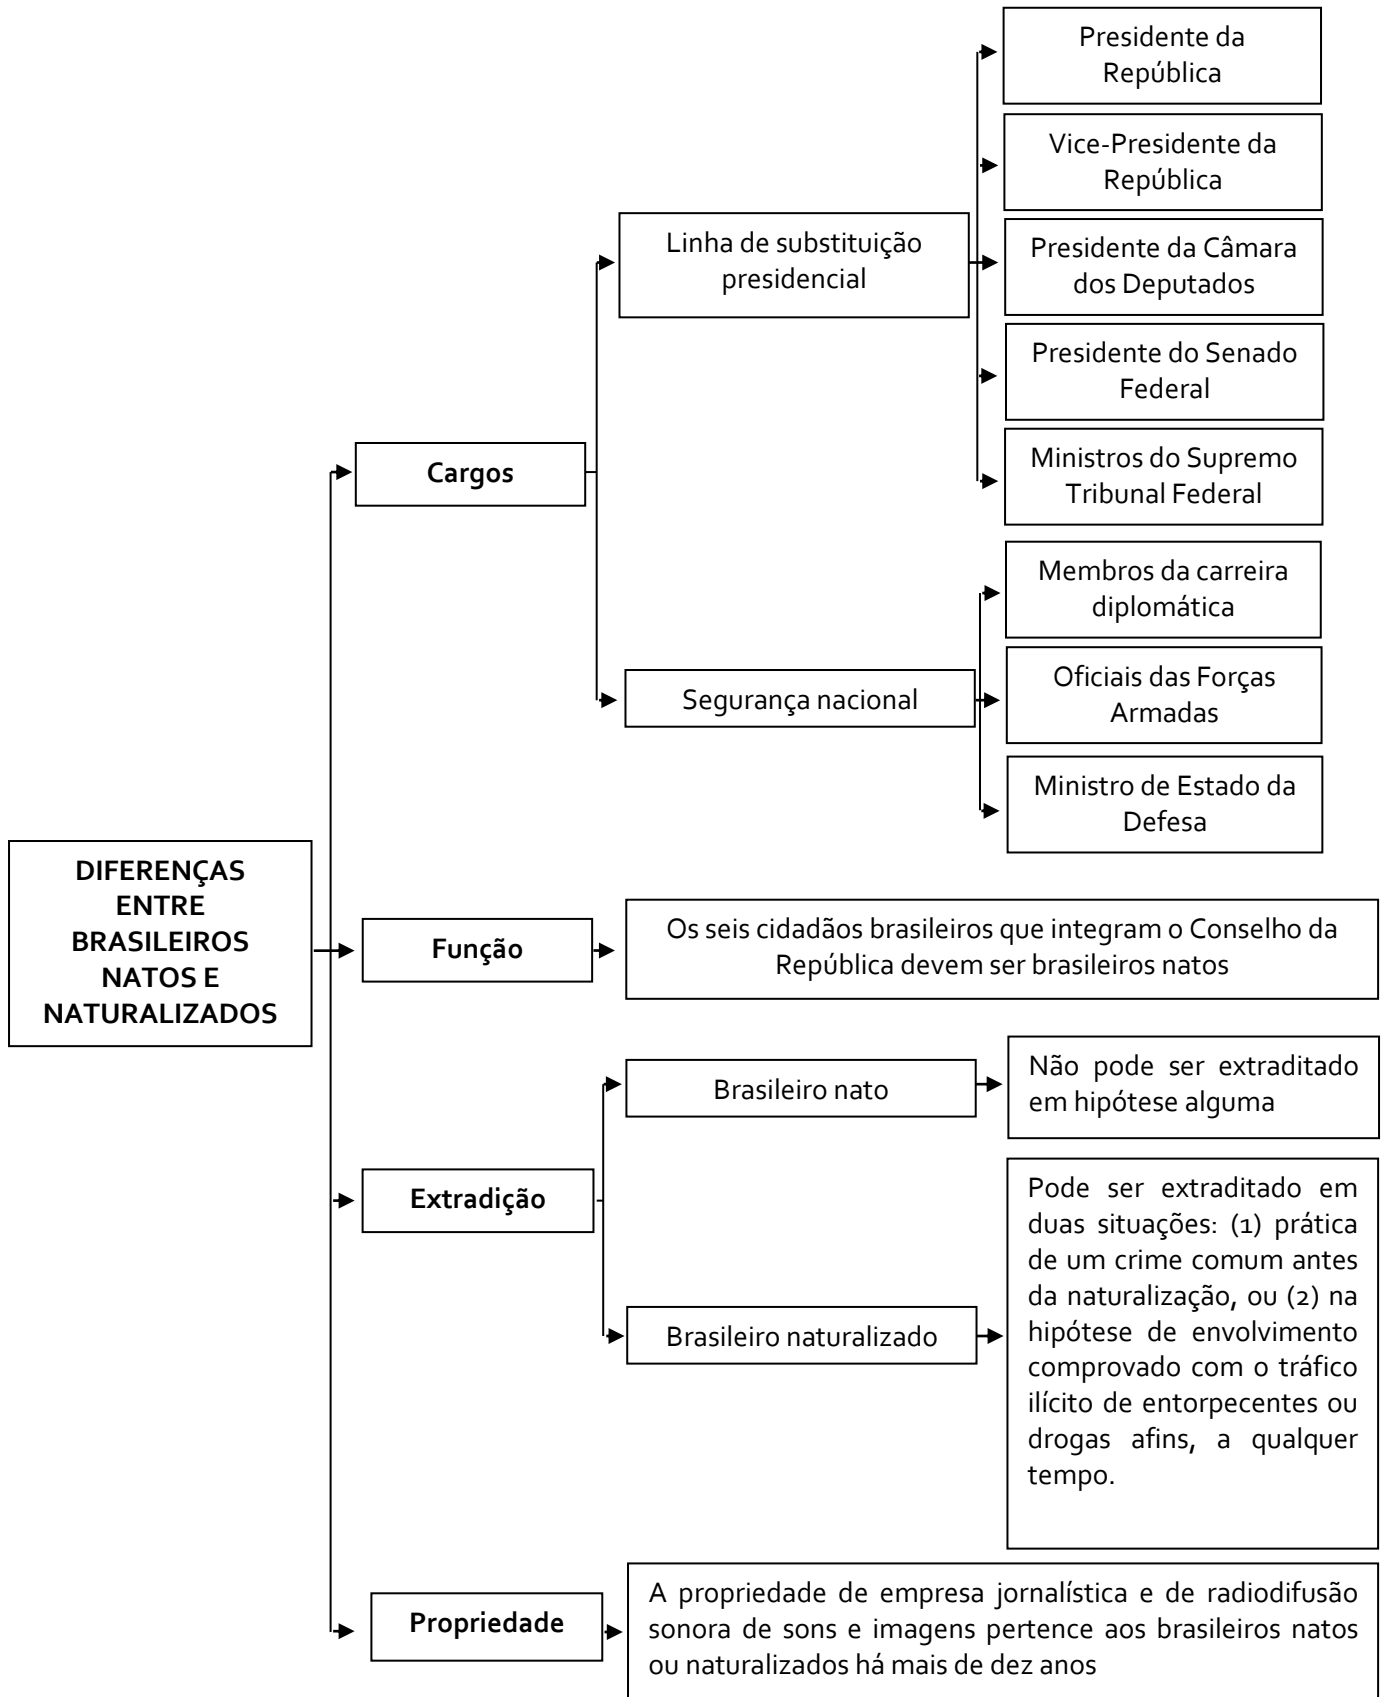 DIFERENÇAS
ENTRE
BRASILEIROS
NATOS E
NATURALIZADOS
Cargos
Linha de substituição
presidencial
Presidente da
República
Vice-Presidente da
República
Presidente da Câmara
dos Deputados
Presidente do Senado
Federal
Ministros do Supremo
Tribunal Federal
Segurança nacional
Membros da carreira
diplomática
Oficiais das Forças
Armadas
Ministro de Estado da
Defesa
Função
Os seis cidadãos brasileiros que integram o Conselho da
República devem ser brasileiros natos
Extradição
Brasileiro nato
Não pode ser extraditado
em hipótese alguma
Brasileiro naturalizado
Pode ser extraditado em
duas situações: (1) prática
de um crime comum antes
da naturalização, ou (2) na
hipótese de envolvimento
comprovado com o tráfico
ilícito de entorpecentes ou
drogas afins, a qualquer
tempo.
Propriedade
A propriedade de empresa jornalística e de radiodifusão
sonora de sons e imagens pertence aos brasileiros natos
ou naturalizados há mais de dez anos